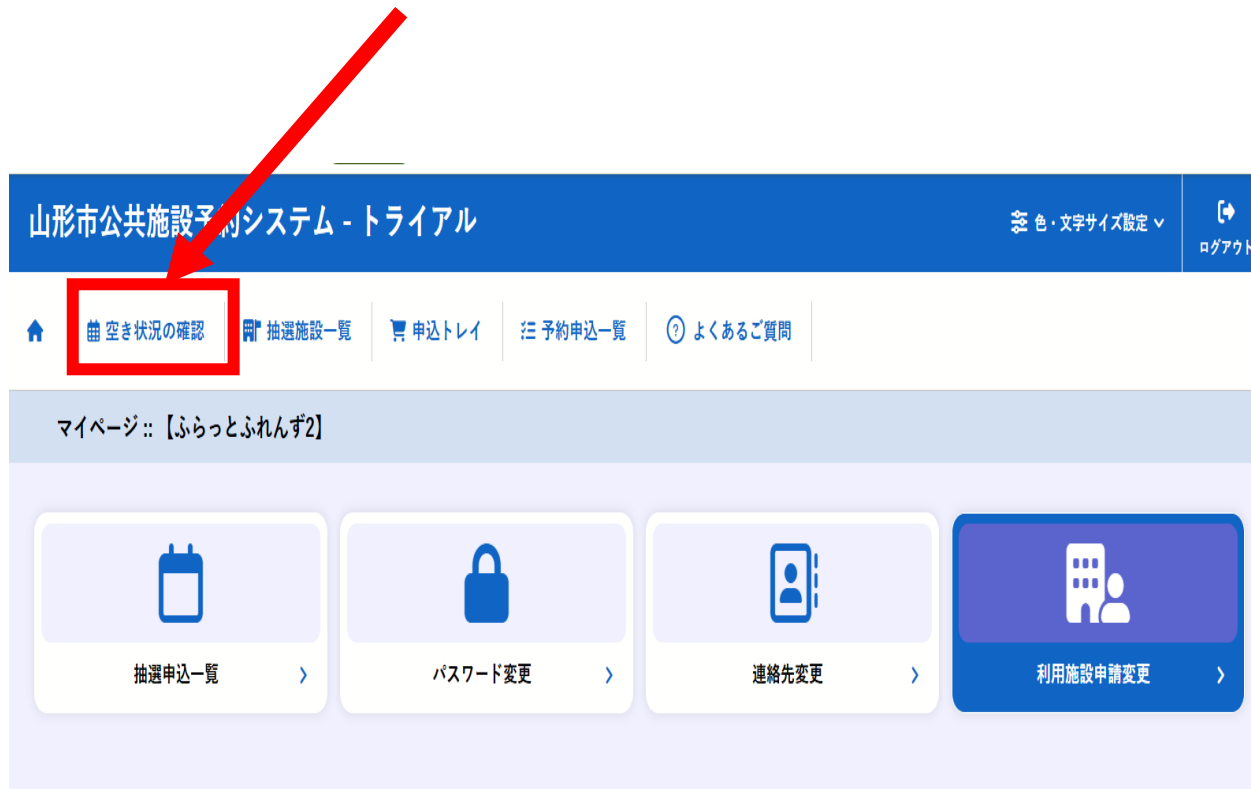 山形市公共施設予約システム - トライアル
色・文字サイズ設定
ログアウト
空き状況の確認
抽選施設一覧
申込トレイ
予約申込一覧
よくあるご質問
マイページ ::【ふらっとふれんず2】
抽選申込一覧
パスワード変更
連絡先変更
利用施設申請変更